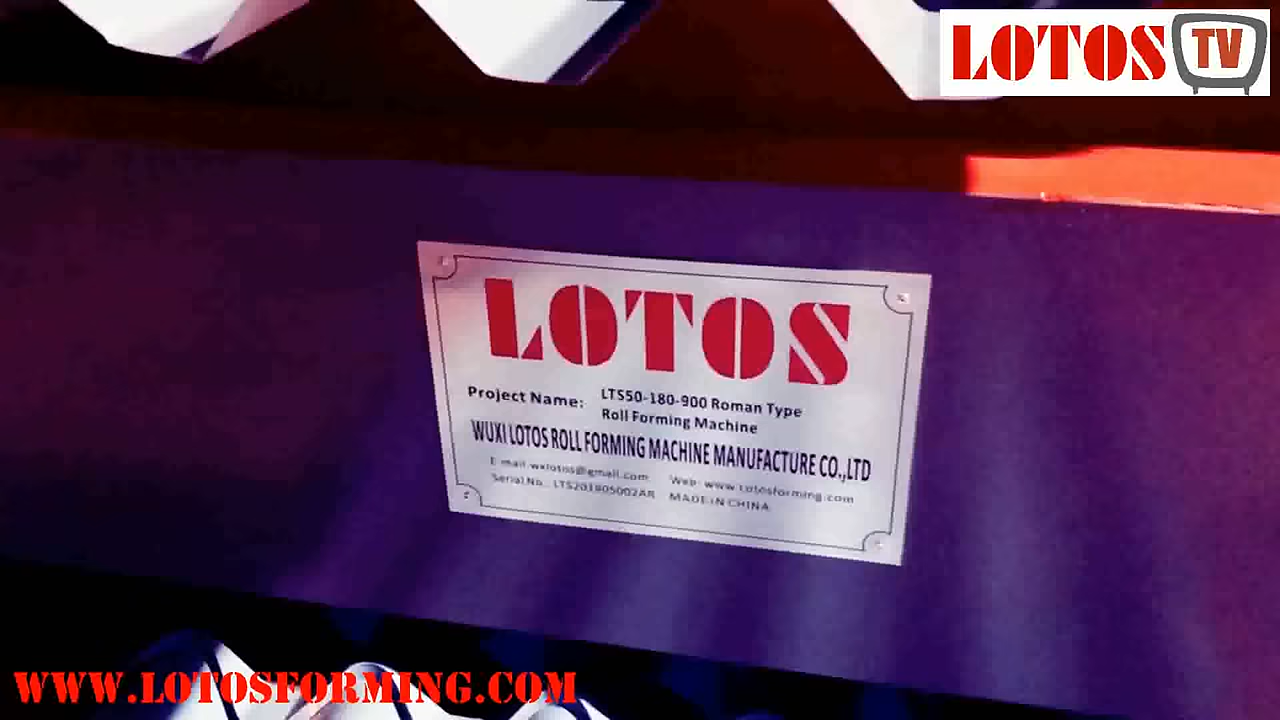 LOTOS TV
LOTOS
Project Name: LTS50-180-900 Roman Type
Roll Forming Machine
WUXI LOTOS ROLL FORMING MACHINE MANUFACTURE CO.,LTD
E-mail:wxlotos@gmail.com Web: www.Lotosforming.com
Serial.No.: LTS201805002AR MADE IN CHINA
WWW.LOTOSFORMING.COM